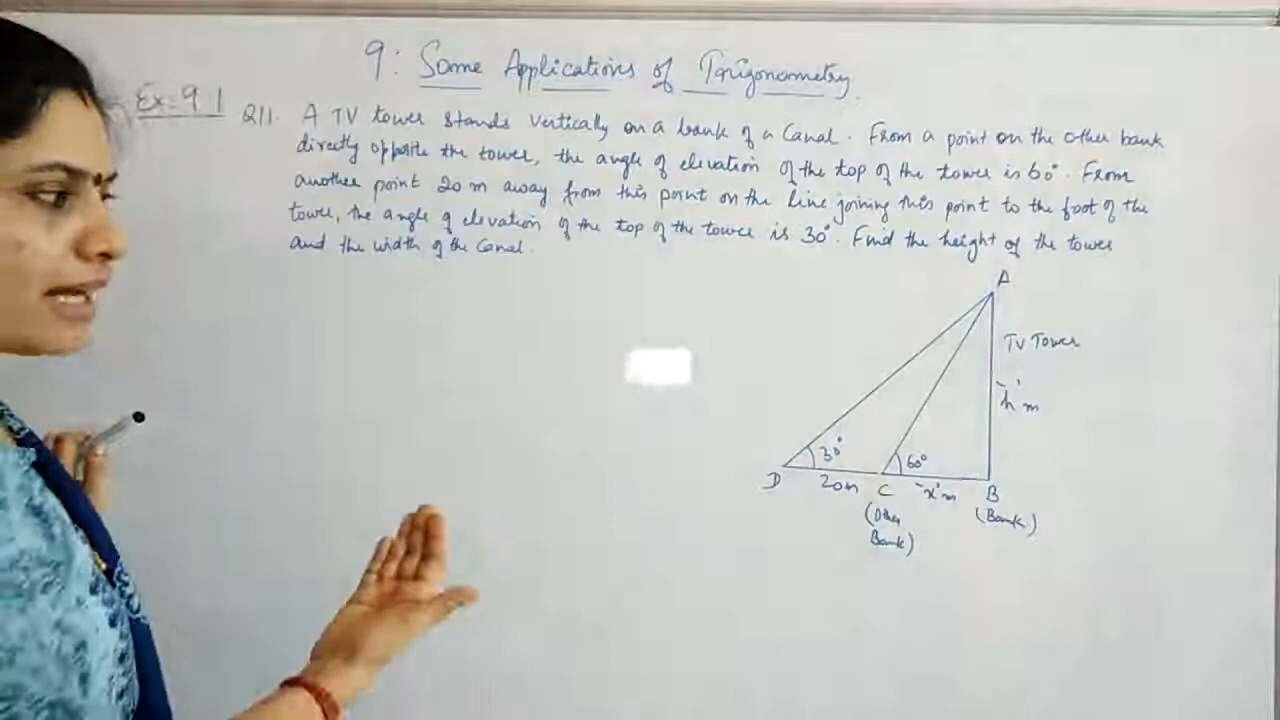 9: Some Applications of Trigonometry.
Ex=9.1
Q11. A TV tower stands vertically on a bank of a Canal. From a point on the other bank
directly opposite the tower, the angle of elevation of the top of the tower is 60°. From
another point 20 m away from this point on the line joining this point to the foot of the
tower, the angle of elevation of the top of the tower is 30°. Find the height of the tower
and the width of the Canal.
A
TV Tower
'h' m
30°
60°
D
20m
C
'x' m
B
(Other
Bank)
(Bank)